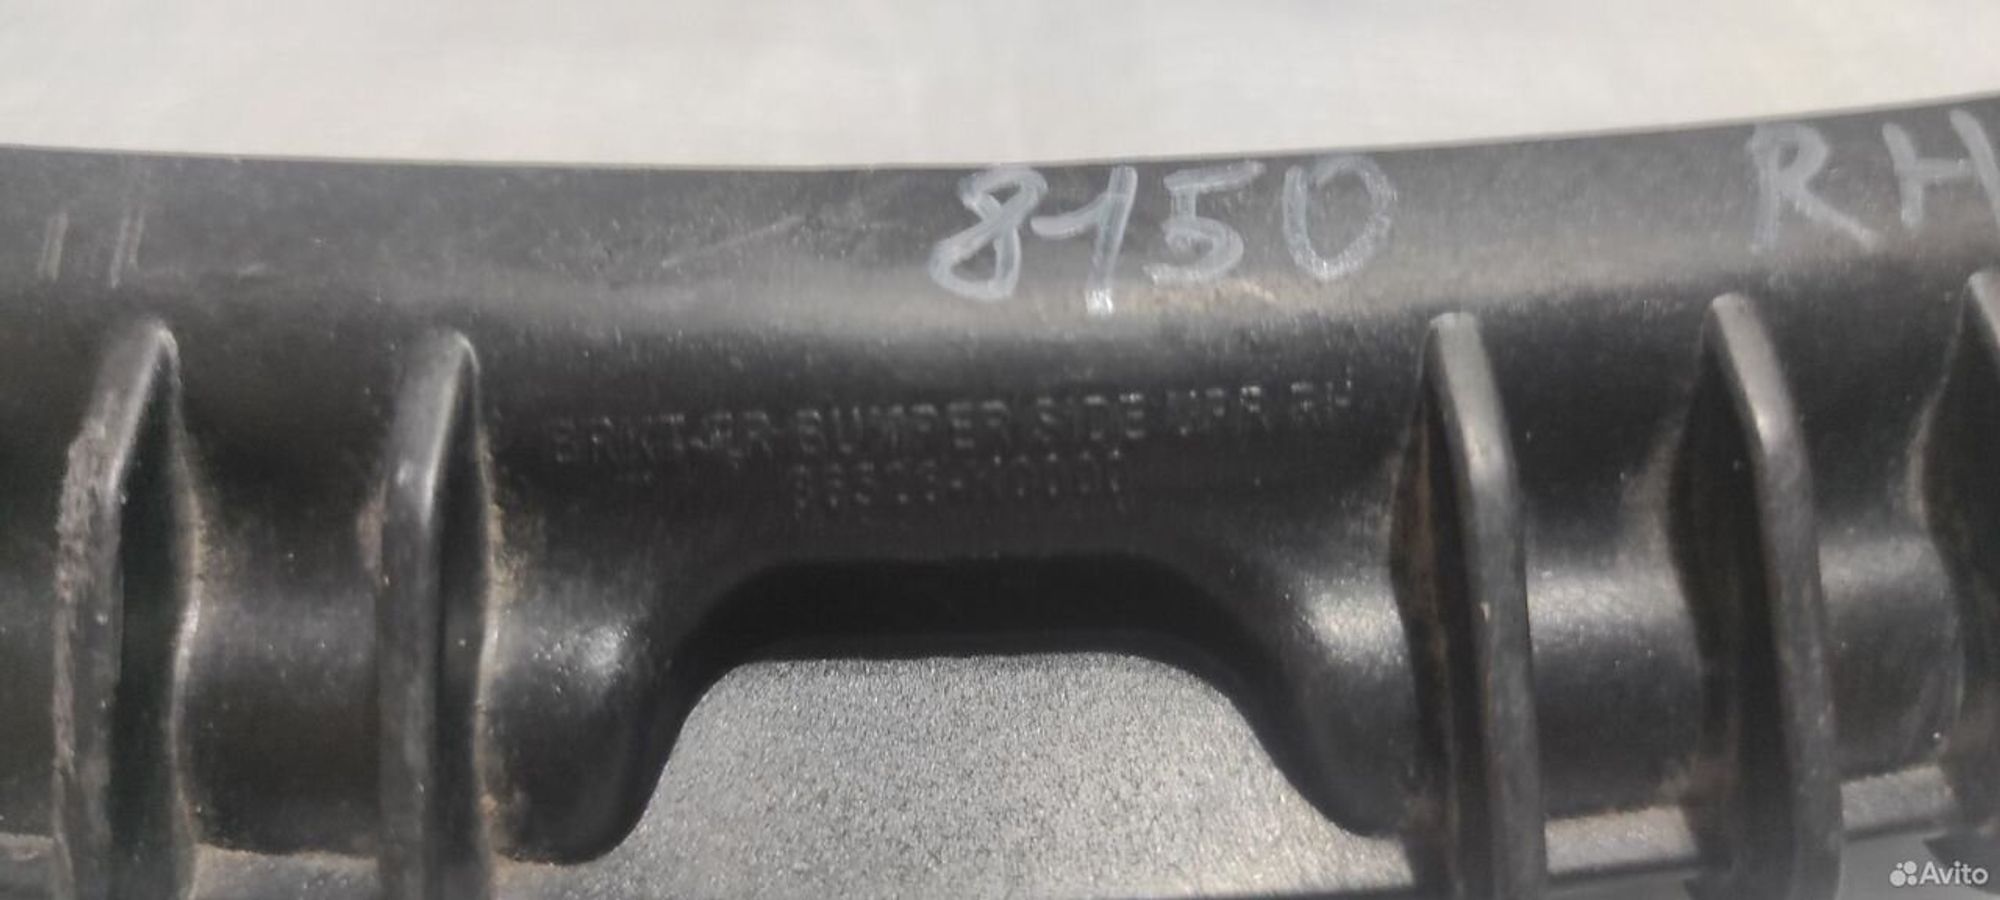 8150 RH
BRKT-FR BUMPER SIDE UPR RH
Avito